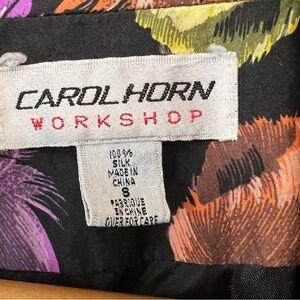 CAROL HORN
WORKSHOP
100%
SILK
MADE IN
CHINA
S
FABRIQUE
EN CHINE
OVER FOR CARE